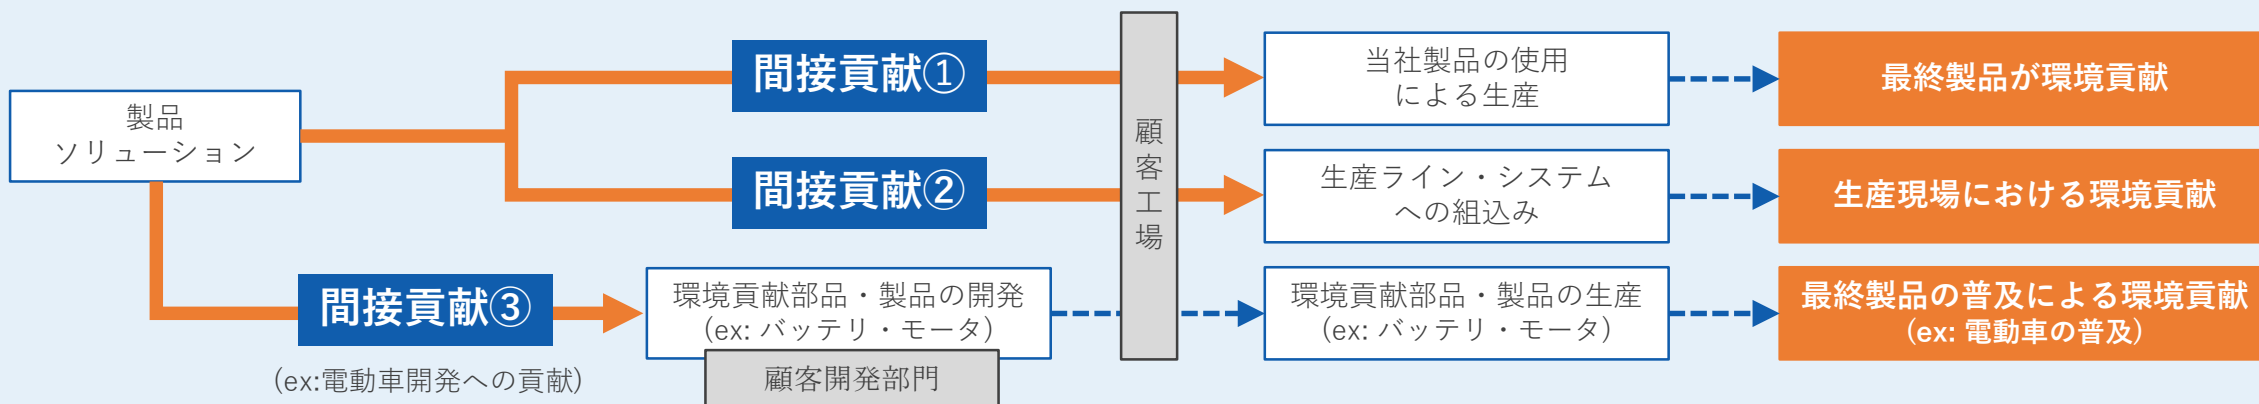 製品
ソリューション
間接貢献①
間接貢献②
顧客工場
当社製品の使用
による生産
最終製品が環境貢献
生産ライン・システム
への組込み
生産現場における環境貢献
間接貢献③
(ex:電動車開発への貢献)
環境貢献部品・製品の開発
(ex: バッテリ・モータ)
顧客開発部門
環境貢献部品・製品の生産
(ex: バッテリ・モータ)
最終製品の普及による環境貢献
(ex: 電動車の普及)